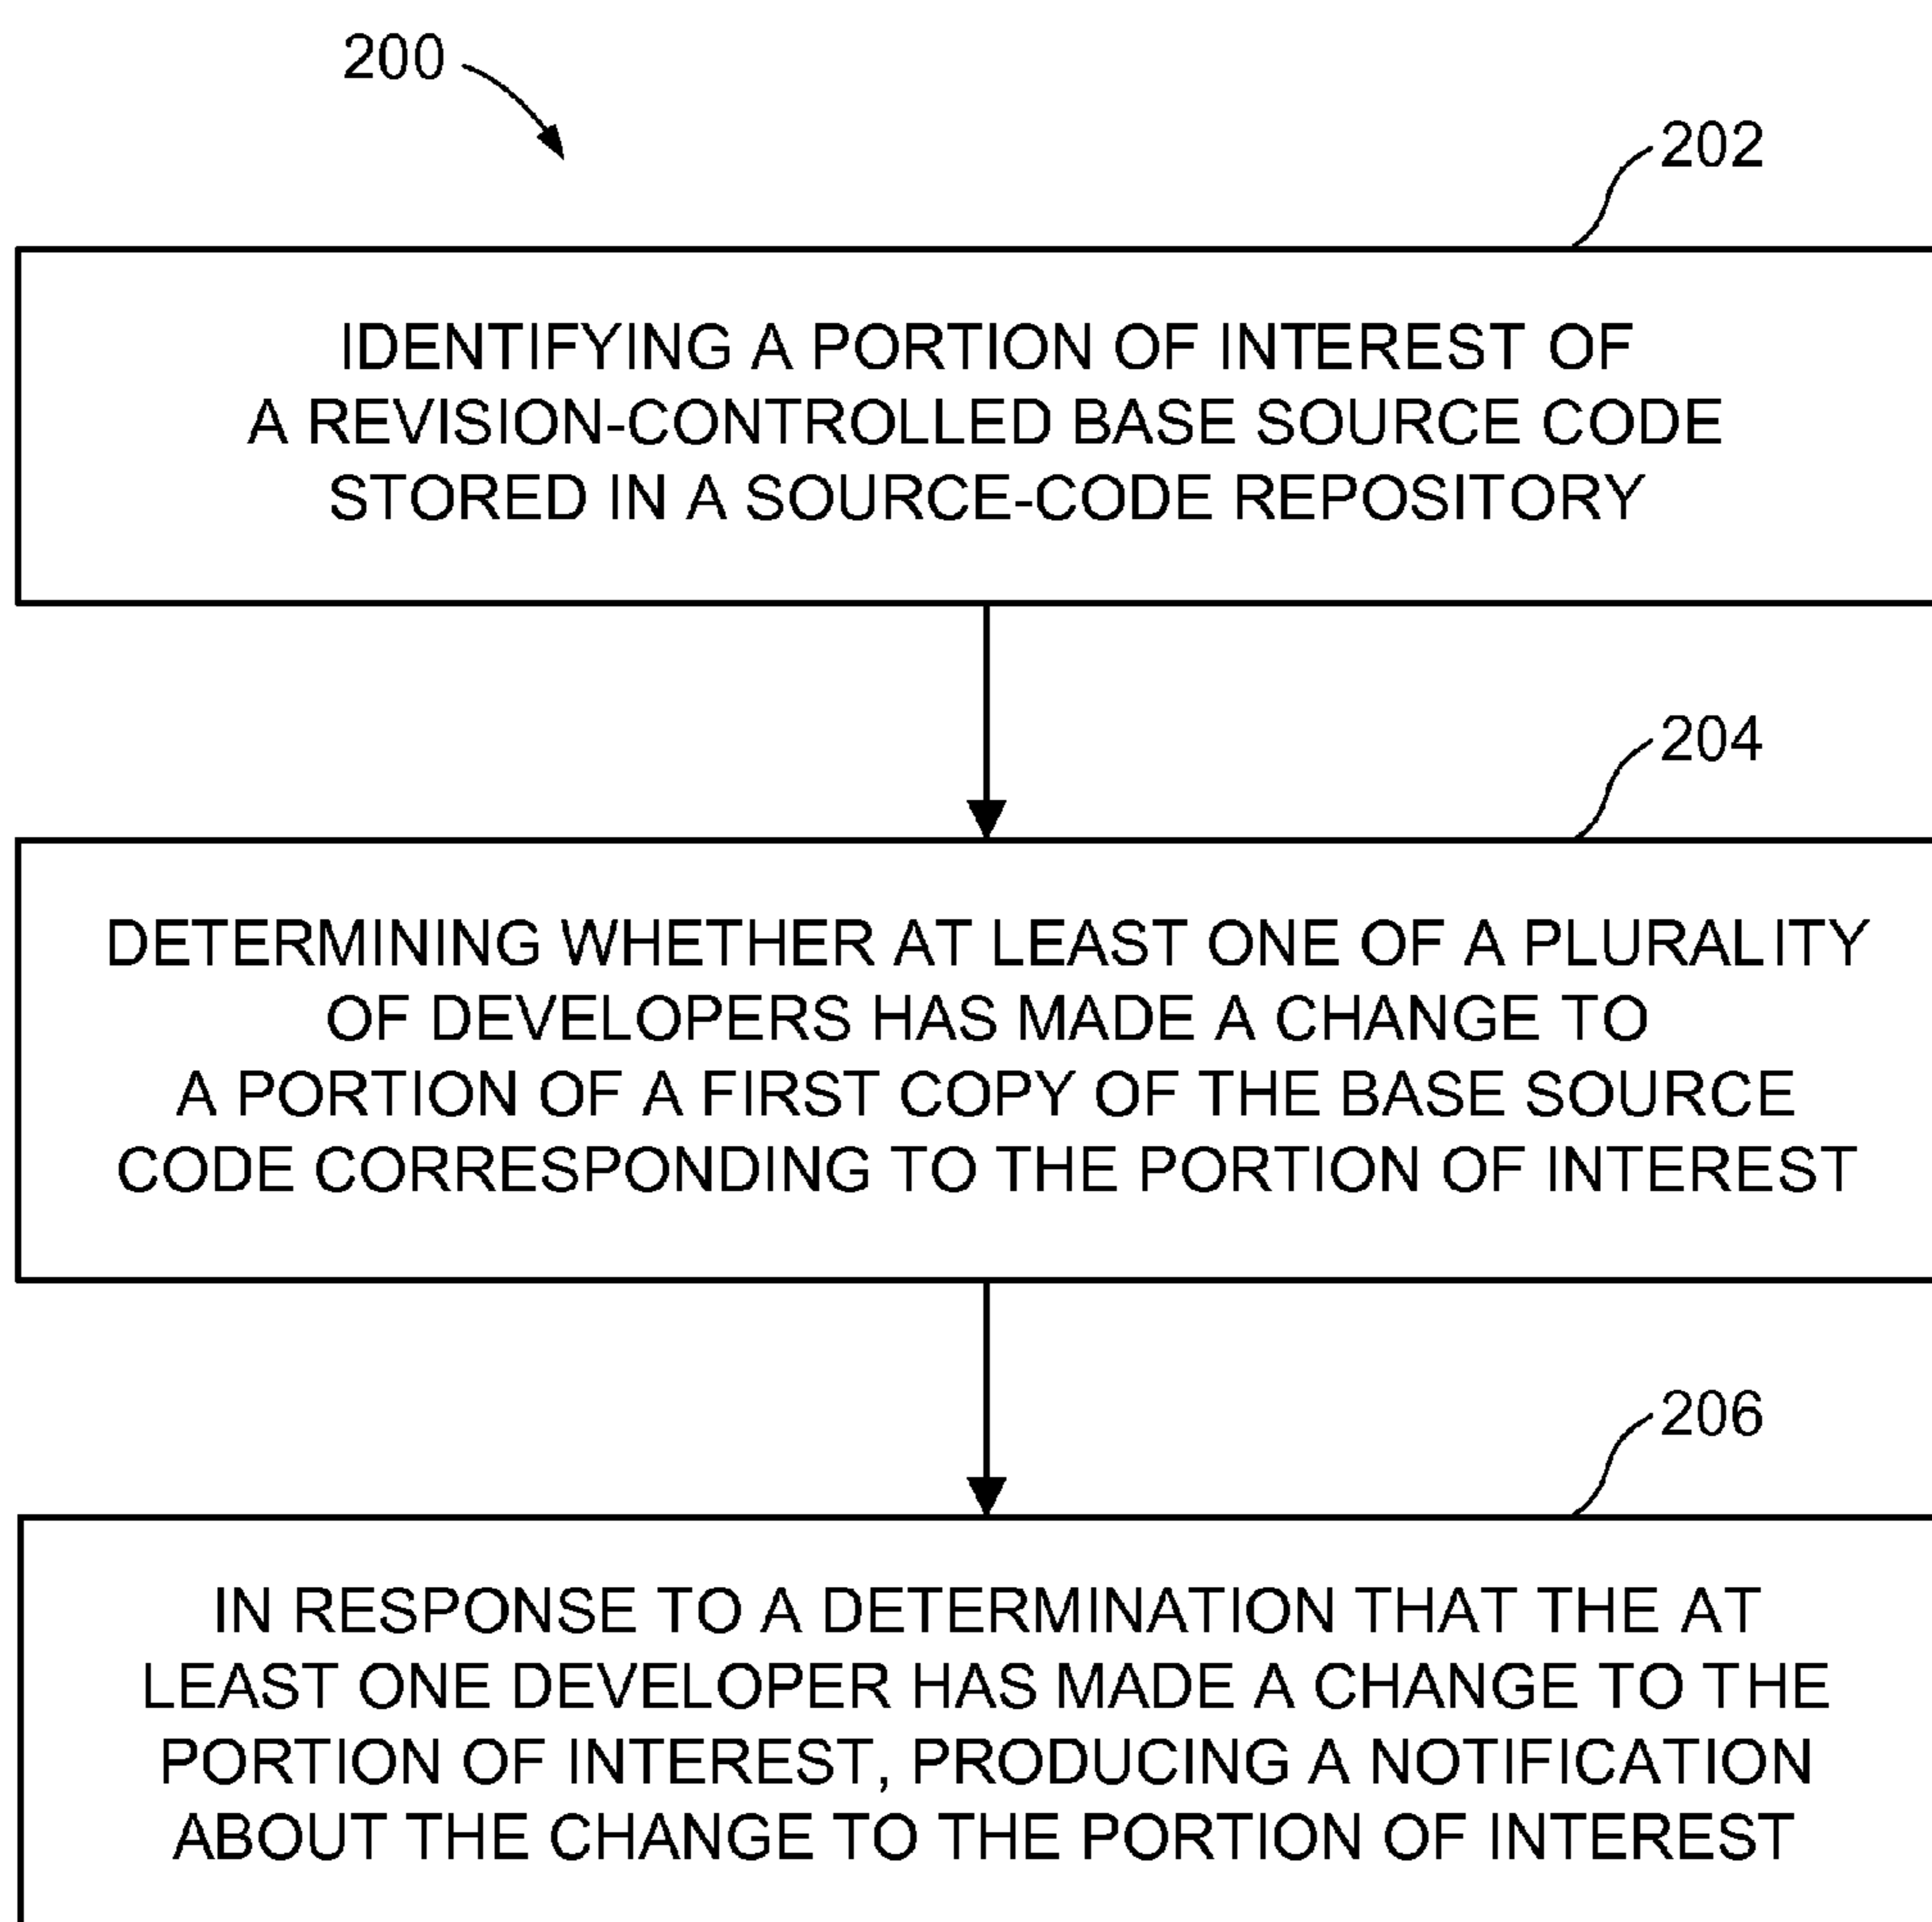 200
202
IDENTIFYING A PORTION OF INTEREST OF
A REVISION-CONTROLLED BASE SOURCE CODE
STORED IN A SOURCE-CODE REPOSITORY
204
DETERMINING WHETHER AT LEAST ONE OF A PLURALITY
OF DEVELOPERS HAS MADE A CHANGE TO
A PORTION OF A FIRST COPY OF THE BASE SOURCE
CODE CORRESPONDING TO THE PORTION OF INTEREST
206
IN RESPONSE TO A DETERMINATION THAT THE AT
LEAST ONE DEVELOPER HAS MADE A CHANGE TO THE
PORTION OF INTEREST, PRODUCING A NOTIFICATION
ABOUT THE CHANGE TO THE PORTION OF INTEREST